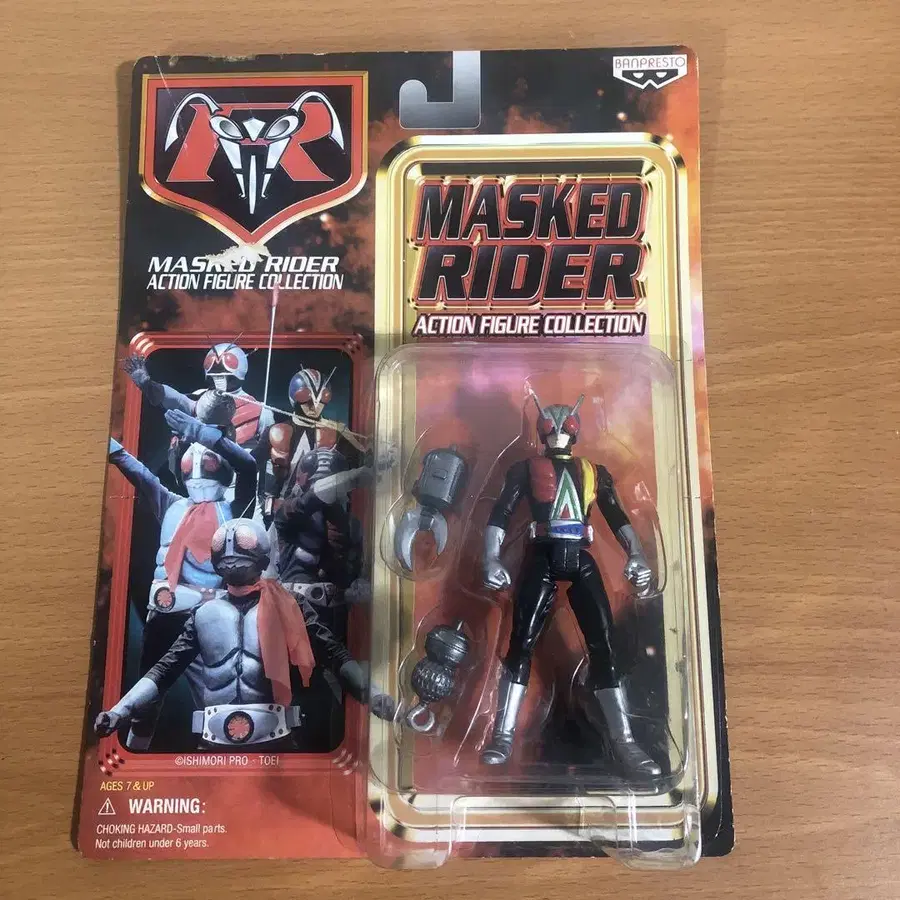 BANPRESTO
MASKED RIDER
ACTION FIGURE COLLECTION
MASKED
RIDER
ACTION FIGURE COLLECTION
©ISHIMORI PRO - TOEI
AGES 7 & UP
⚠ WARNING:
CHOKING HAZARD-Small parts.
Not children under 6 years.